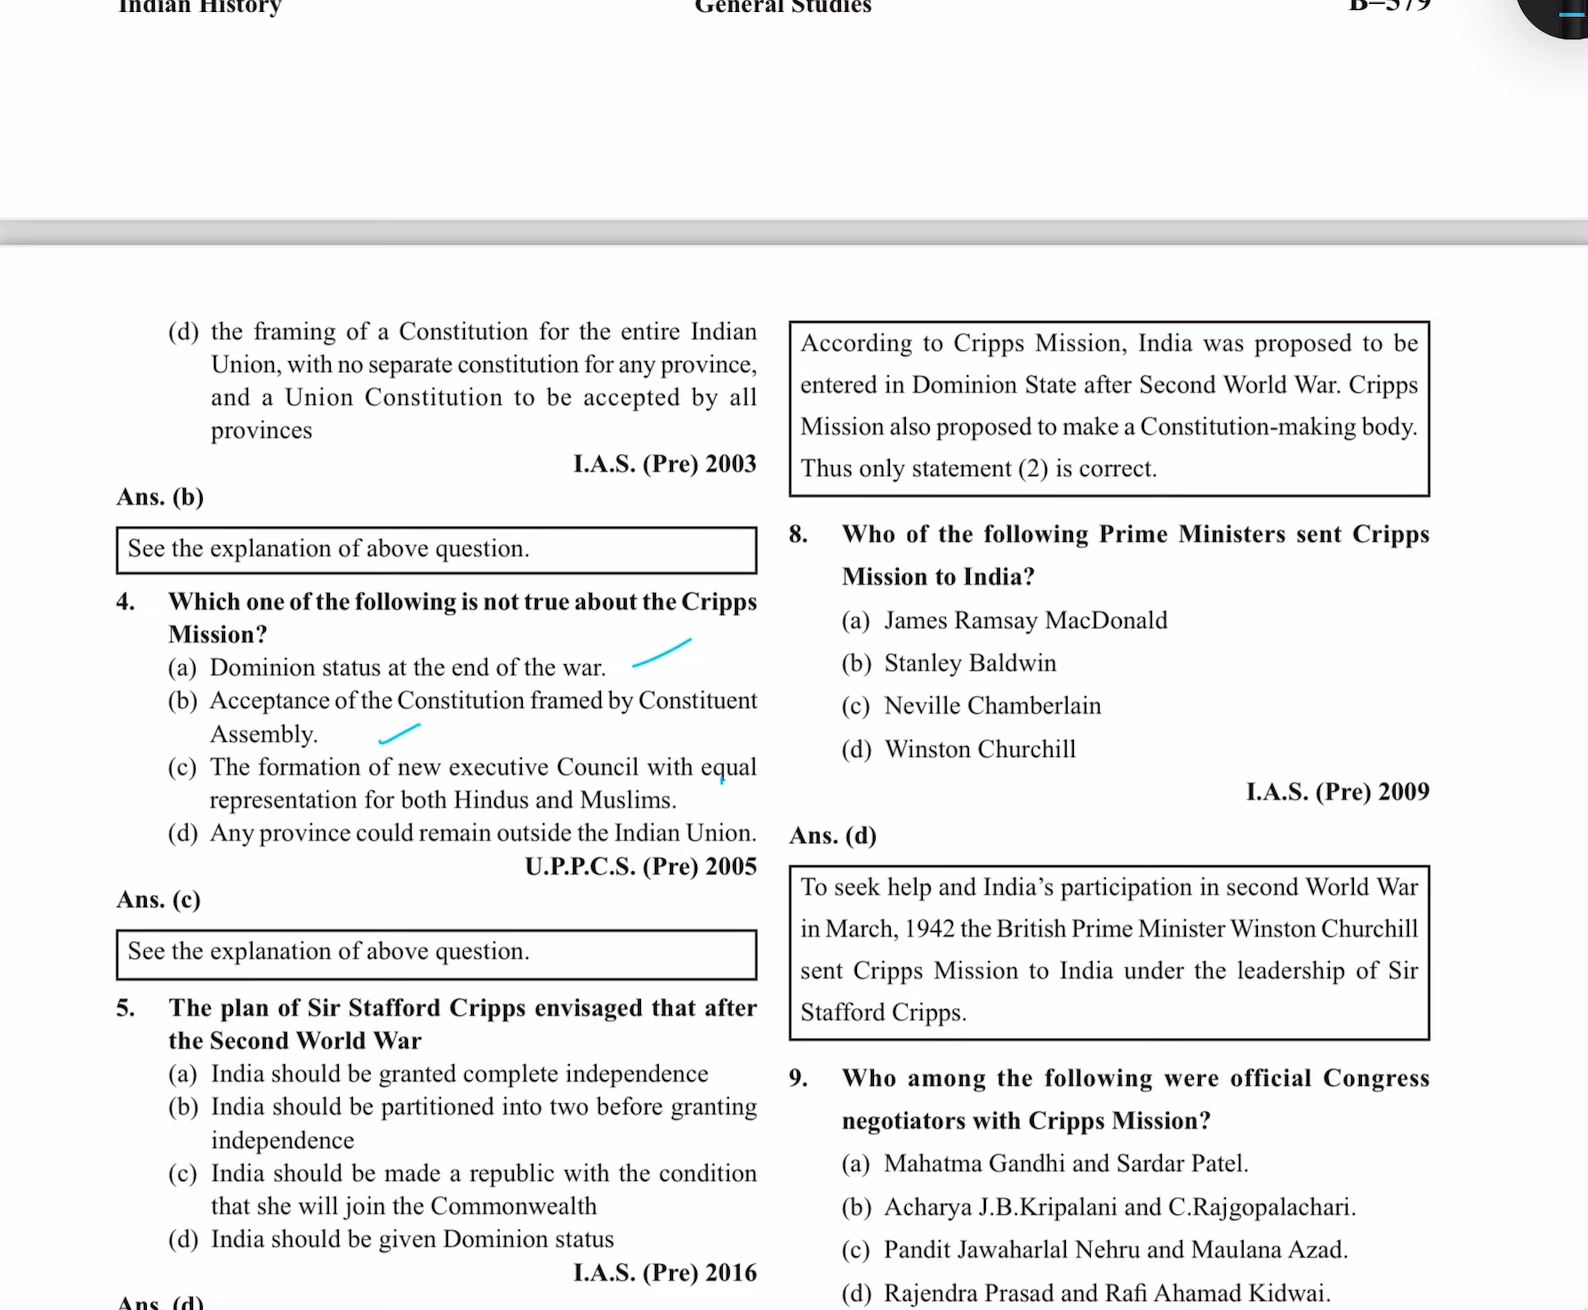 Indian History
General Studies
B–579
(d) the framing of a Constitution for the entire Indian
Union, with no separate constitution for any province,
and a Union Constitution to be accepted by all
provinces
I.A.S. (Pre) 2003
Ans. (b)
See the explanation of above question.
4. Which one of the following is not true about the Cripps
Mission?
(a) Dominion status at the end of the war.
(b) Acceptance of the Constitution framed by Constituent
Assembly.
(c) The formation of new executive Council with equal
representation for both Hindus and Muslims.
(d) Any province could remain outside the Indian Union.
U.P.P.C.S. (Pre) 2005
Ans. (c)
See the explanation of above question.
5. The plan of Sir Stafford Cripps envisaged that after
the Second World War
(a) India should be granted complete independence
(b) India should be partitioned into two before granting
independence
(c) India should be made a republic with the condition
that she will join the Commonwealth
(d) India should be given Dominion status
I.A.S. (Pre) 2016
Ans. (d)
According to Cripps Mission, India was proposed to be
entered in Dominion State after Second World War. Cripps
Mission also proposed to make a Constitution-making body.
Thus only statement (2) is correct.
8. Who of the following Prime Ministers sent Cripps
Mission to India?
(a) James Ramsay MacDonald
(b) Stanley Baldwin
(c) Neville Chamberlain
(d) Winston Churchill
I.A.S. (Pre) 2009
Ans. (d)
To seek help and India’s participation in second World War
in March, 1942 the British Prime Minister Winston Churchill
sent Cripps Mission to India under the leadership of Sir
Stafford Cripps.
9. Who among the following were official Congress
negotiators with Cripps Mission?
(a) Mahatma Gandhi and Sardar Patel.
(b) Acharya J.B.Kripalani and C.Rajgopalachari.
(c) Pandit Jawaharlal Nehru and Maulana Azad.
(d) Rajendra Prasad and Rafi Ahamad Kidwai.